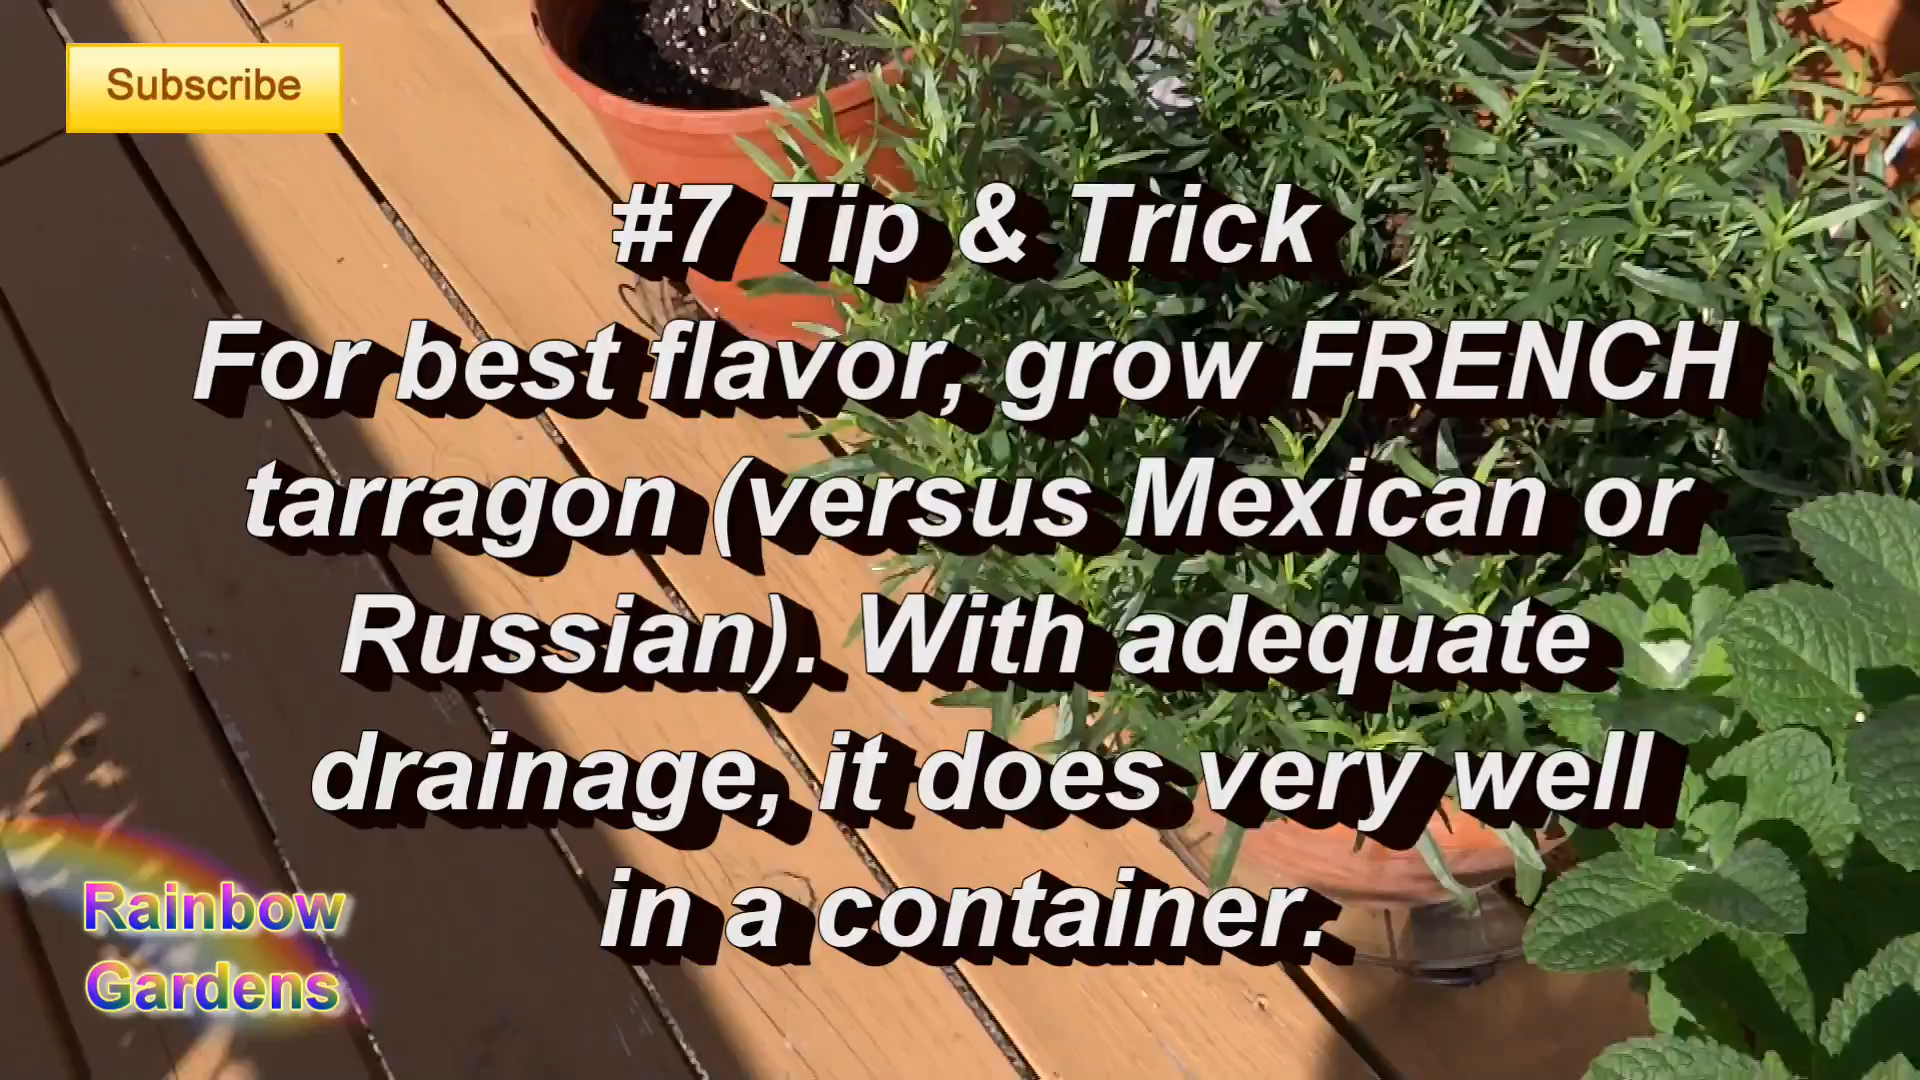 Subscribe
#7 Tip & Trick
For best flavor, grow FRENCH
tarragon (versus Mexican or
Russian). With adequate
drainage, it does very well
in a container.
Rainbow
Gardens